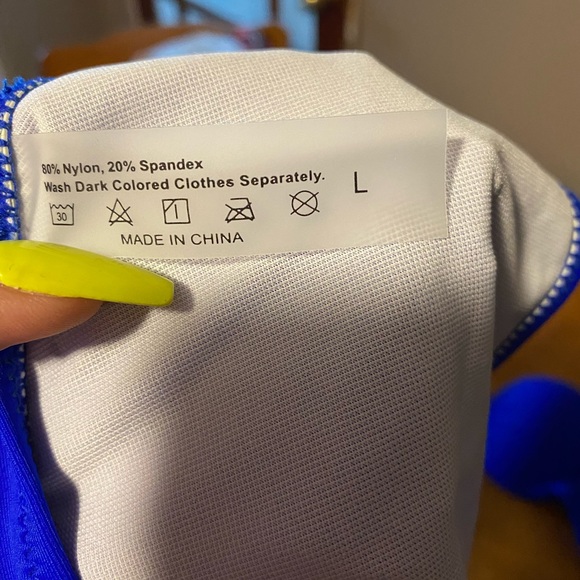 80% Nylon, 20% Spandex
Wash Dark Colored Clothes Separately.
L
30
MADE IN CHINA